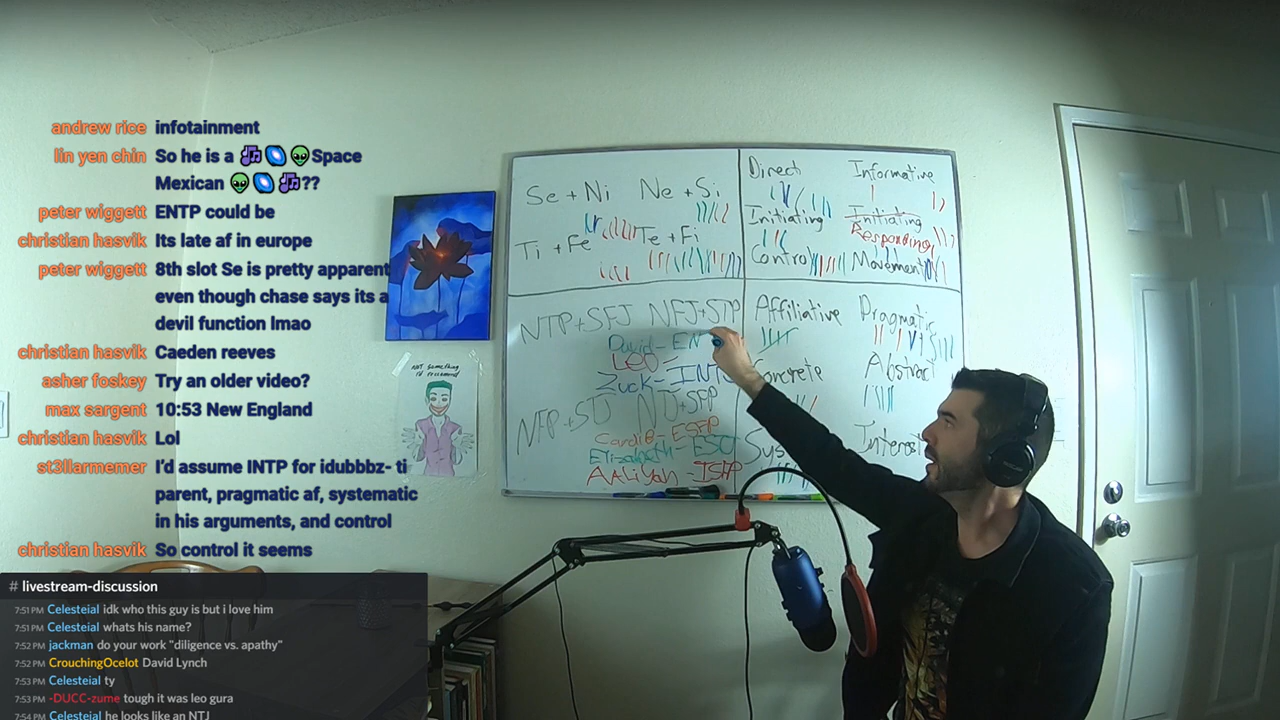 andrew rice infotainment
lin yen chin So he is a 🎶🌌👽Space
Mexican 👽🌌🎶??
peter wiggett ENTP could be
christian hasvik Its late af in europe
peter wiggett 8th slot Se is pretty apparent
even though chase says its a
devil function lmao
christian hasvik Caeden reeves
asher foskey Try an older video?
max sargent 10:53 New England
christian hasvik Lol
st3llarmemer I'd assume INTP for idubbbz- ti
parent, pragmatic af, systematic
in his arguments, and control
christian hasvik So control it seems
# livestream-discussion
7:51 PM Celesteial idk who this guy is but i love him
7:51 PM Celesteial whats his name?
7:52 PM jackman do your work "diligence vs. apathy"
7:52 PM CrouchingOcelot David Lynch
7:53 PM Celesteial ty
7:53 PM -DUCC-zume tough it was leo gura
7:54 PM Celesteial he looks like an NTJ
NOT something
I'd recommend
Se + Ni Ne + Si
Ti + Fe Te + Fi
Direct Informative
Initiating Initiating
Responding
Control Movement
NTP+SFJ NFJ+STP
David - EN
Leo
Zuck - INT
NFP+STJ NTJ+SFP
Cardi B - ESFP
Elizabeth - EST
AAliyah - ISFP
Affiliative Pragmatic
Concrete Abstract
Sys Interest